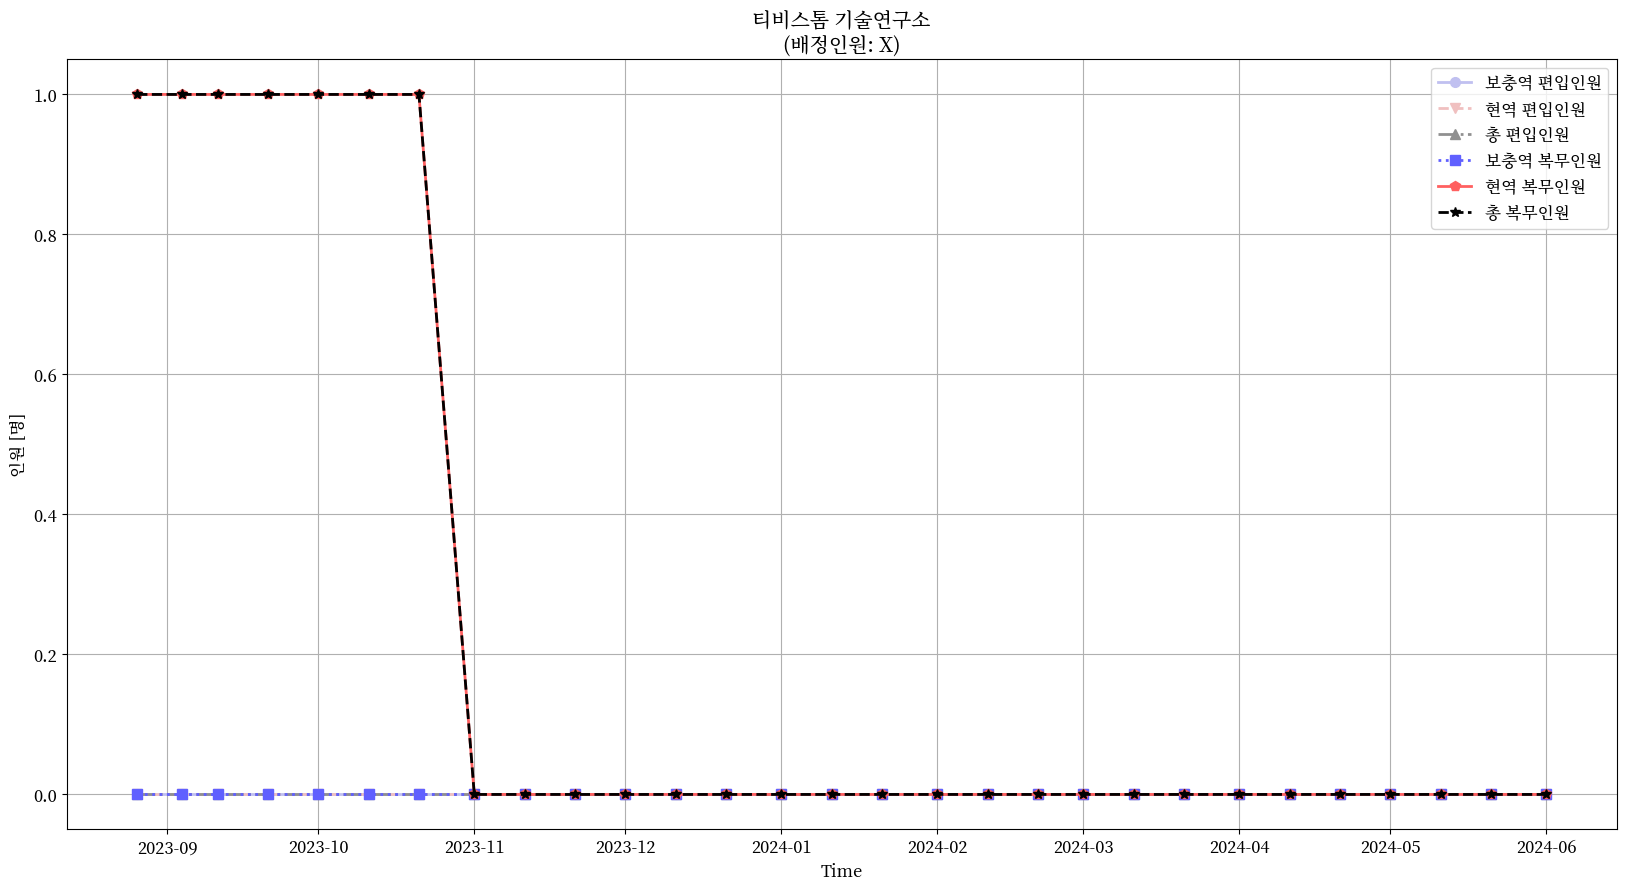 티비스톰 기술연구소
(배정인원: X)
보충역 편입인원
현역 편입인원
총 편입인원
보충역 복무인원
현역 복무인원
총 복무인원
인원 [명]
1.0
0.8
0.6
0.4
0.2
0.0
2023-09
2023-10
2023-11
2023-12
2024-01
2024-02
2024-03
2024-04
2024-05
2024-06
Time